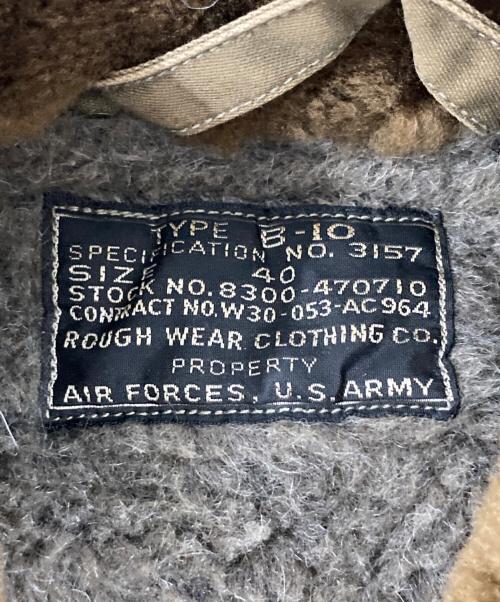 TYPE B-10
SPECIFICATION NO. 3157
SIZE 40
STOCK NO. 8300-470710
CONTRACT NO. W30-053-AC964
ROUGH WEAR CLOTHING CO.
PROPERTY
AIR FORCES, U.S. ARMY